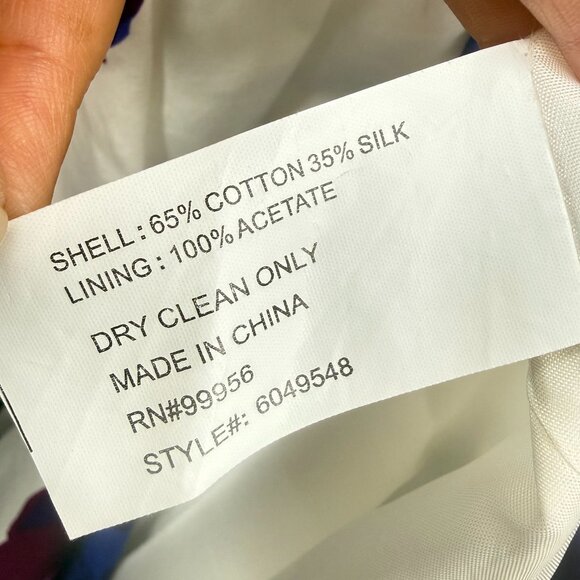 SHELL : 65% COTTON 35% SILK
LINING : 100% ACETATE
DRY CLEAN ONLY
MADE IN CHINA
RN#99956
STYLE#: 6049548